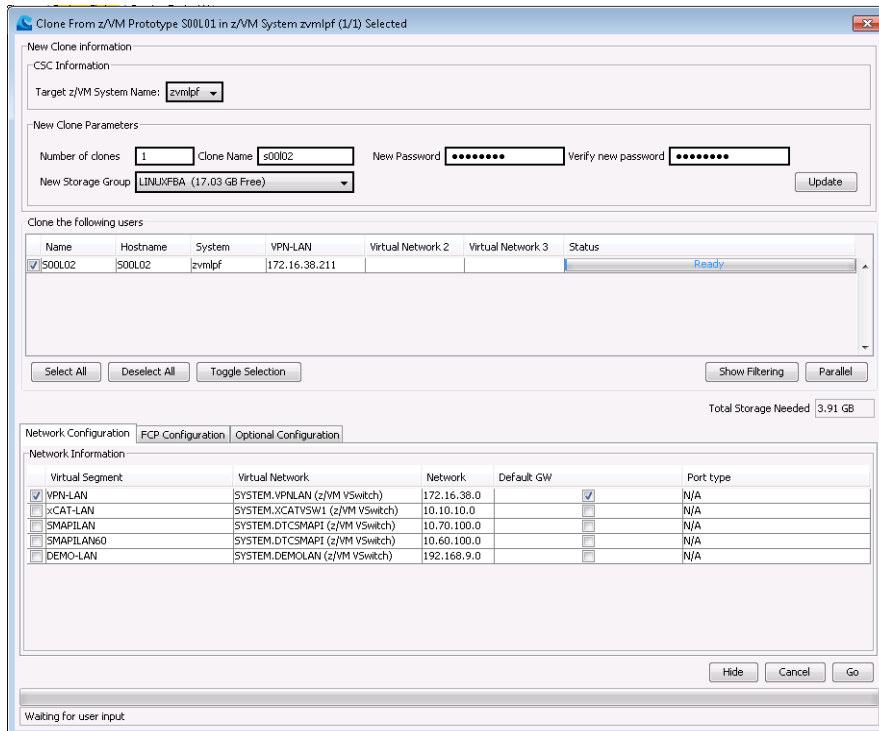 Clone From z/VM Prototype S00L01 in z/VM System zvmlpf (1/1) Selected
New Clone information
CSC Information
Target z/VM System Name: zvmlpf
New Clone Parameters
Number of clones 1 Clone Name s00l02 New Password ●●●●●●●● Verify new password ●●●●●●●●
New Storage Group LINUXFBA (17.03 GB Free) Update
Clone the following users
Name Hostname System VPN-LAN Virtual Network 2 Virtual Network 3 Status
S00L02 S00L02 zvmlpf 172.16.38.211 Ready
Select All Deselect All Toggle Selection Show Filtering Parallel
Total Storage Needed 3.91 GB
Network Configuration FCP Configuration Optional Configuration
Network Information
Virtual Segment Virtual Network Network Default GW Port type
VPN-LAN SYSTEM.VPNLAN (z/VM VSwitch) 172.16.38.0 N/A
xCAT-LAN SYSTEM.XCATVSW1 (z/VM VSwitch) 10.10.10.0 N/A
SMAPILAN SYSTEM.DTCSMAPI (z/VM VSwitch) 10.70.100.0 N/A
SMAPILAN60 SYSTEM.DTCSMAPI (z/VM VSwitch) 10.60.100.0 N/A
DEMO-LAN SYSTEM.DEMOLAN (z/VM VSwitch) 192.168.9.0 N/A
Hide Cancel Go
Waiting for user input